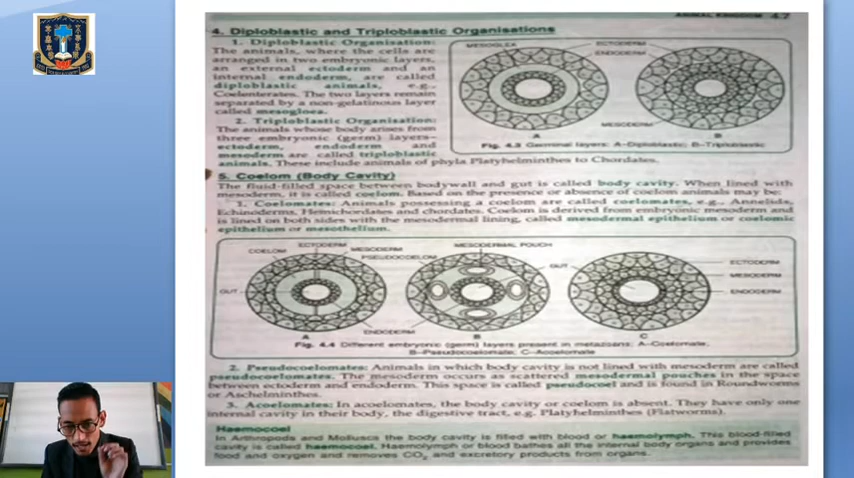 ANIMAL KINGDOM 47
4. Diploblastic and Triploblastic Organisations
1. Diploblastic Organisation:
The animals, where the cells are
arranged in two embryonic layers,
an external ectoderm and an
internal endoderm, are called
diploblastic animals, e.g.,
Coelenterates. The two layers remain
separated by a non-gelatinous layer
called mesogloea.
2. Triploblastic Organisation:
The animals whose body arises from
three embryonic (germ) layers—
ectoderm, endoderm and
mesoderm are called triploblastic
animals. These include animals of phyla Platyhelminthes to Chordates.
MESOGLEA
ECTODERM
ENDODERM
MESODERM
A
B
Fig. 4.3 Germinal layers: A-Diploblastic; B-Triploblastic
5. Coelom (Body Cavity)
The fluid-filled space between bodywall and gut is called body cavity. When lined with
mesoderm, it is called coelom. Based on the presence or absence of coelom animals may be:
1. Coelomates: Animals possessing a coelom are called coelomates, e.g., Annelids,
Echinoderms, Hemichordates and chordates. Coelom is derived from embryonic mesoderm and
is lined on both sides with the mesodermal lining, called mesodermal epithelium or coelomic
epithelium or mesothelium.
COELOM
ECTODERM
MESODERM
PSEUDOCOELOM
MESODERMAL POUCH
GUT
GUT
ECTODERM
MESODERM
ENDODERM
ENDODERM
A
B
C
Fig. 4.4 Different embryonic (germ) layers present in metazoans: A-Coelomate;
B-Pseudocoelomate; C-Acoelomate
2. Pseudocoelomates: Animals in which body cavity is not lined with mesoderm are called
pseudocoelomates. The mesoderm occurs as scattered mesodermal pouches in the space
between ectoderm and endoderm. This space is called pseudocoel and is found in Roundworms
or Aschelminthes.
3. Acoelomates: In acoelomates, the body cavity or coelom is absent. They have only one
internal cavity in their body, the digestive tract, e.g. Platyhelminthes (Flatworms).
Haemocoel
In Arthropods and Molluscs the body cavity is filled with blood or haemolymph. This blood-filled
cavity is called haemocoel. Haemolymph or blood bathes all the internal body organs and provides
food and oxygen and removes CO₂ and excretory products from organs.